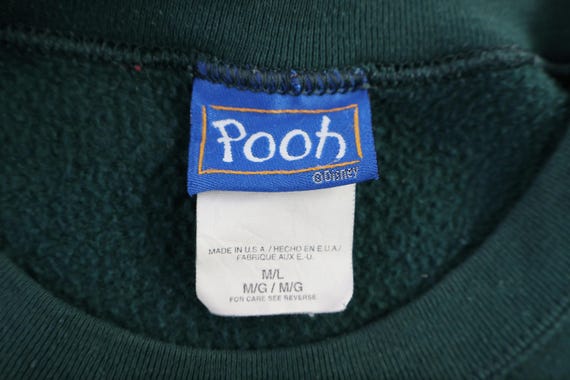 Pooh
©Disney
MADE IN U.S.A. / HECHO EN E.U.A./
FABRIQUE AUX E.-U.
M/L
M/G / M/G
FOR CARE SEE REVERSE